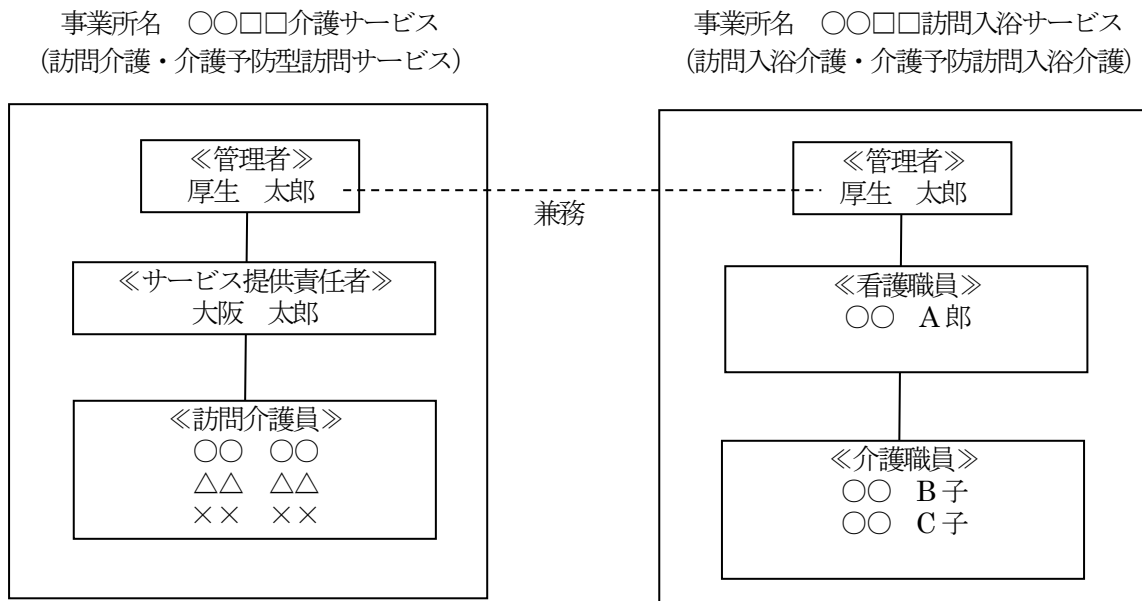 事業所名　○○□□介護サービス
（訪問介護・介護予防型訪問サービス）
≪管理者≫
厚生　太郎
≪サービス提供責任者≫
大阪　太郎
≪訪問介護員≫
○○　○○
△△　△△
××　××
兼務
事業所名　○○□□訪問入浴サービス
（訪問入浴介護・介護予防訪問入浴介護）
≪管理者≫
厚生　太郎
≪看護職員≫
○○　A郎
≪介護職員≫
○○　B子
○○　C子